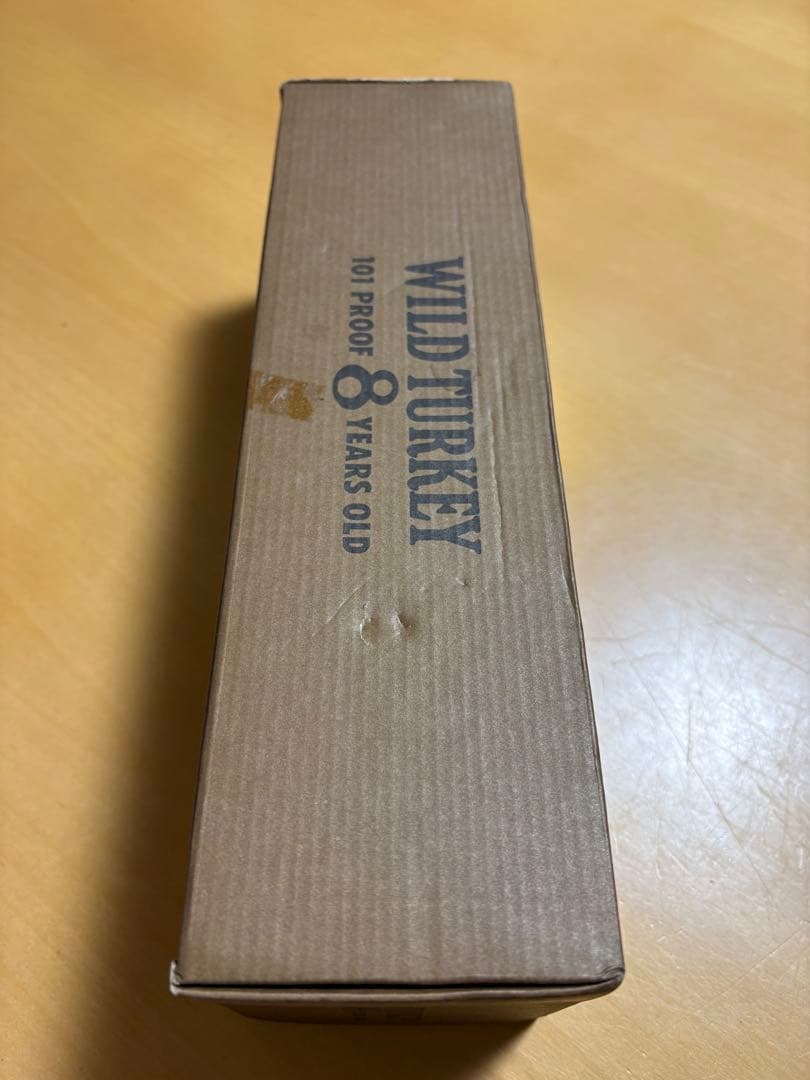 WILD TURKEY
101 PROOF 8 YEARS OLD